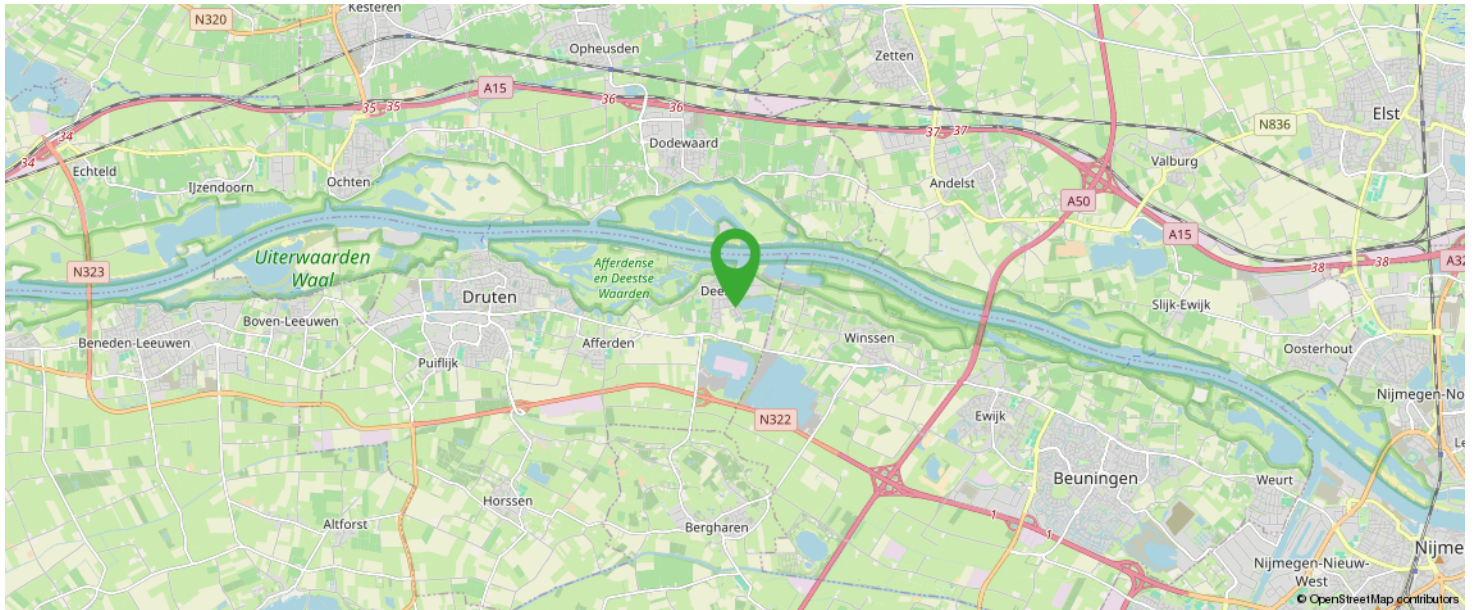 Kesteren
N320
Opheusden
Zetten
A15
35
35
36
36
Elst
N836
34
34
37
37
Dodewaard
Valburg
Echteld
IJzendoorn
Ochten
Andelst
A50
A15
Uiterwaarden
Waal
Afferdense
en Deestse
Waarden
N323
38
38
A32
Dee
Druten
Slijk-Ewijk
Boven-Leeuwen
Beneden-Leeuwen
Afferden
Winssen
Oosterhout
Puiflijk
Nijmegen-No
N322
Ewijk
Le
Beuningen
Weurt
Horssen
1
1
Altforst
Bergharen
Nijme
Nijmegen-Nieuw-
West
© OpenStreetMap contributors